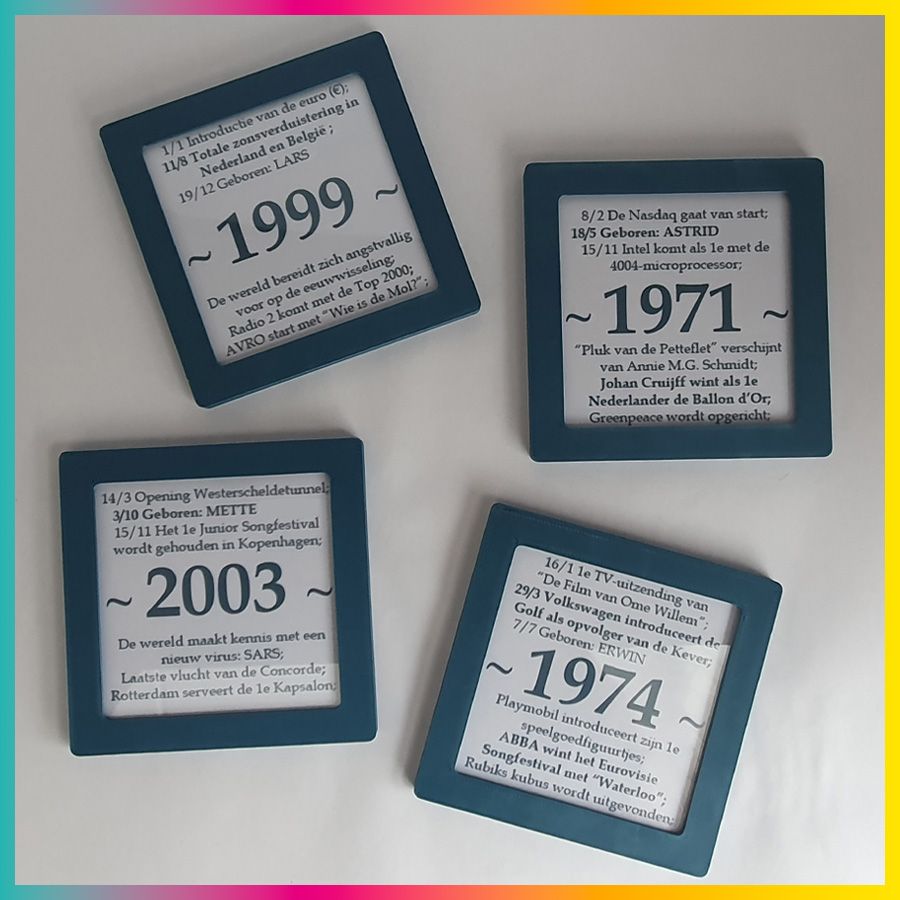 1/1 Introductie van de euro (€);
11/8 Totale zonsverduistering in
Nederland en België ;
19/12 Geboren: LARS
~ 1999 ~
De wereld bereidt zich angstvallig
voor op de eeuwwisseling;
Radio 2 komt met de Top 2000;
AVRO start met "Wie is de Mol?";
8/2 De Nasdaq gaat van start;
18/5 Geboren: ASTRID
15/11 Intel komt als 1e met de
4004-microprocessor;
~ 1971 ~
"Pluk van de Petteflet" verschijnt
van Annie M.G. Schmidt;
Johan Cruijff wint als 1e
Nederlander de Ballon d'Or;
Greenpeace wordt opgericht;
14/3 Opening Westerscheldetunnel;
3/10 Geboren: METTE
15/11 Het 1e Junior Songfestival
wordt gehouden in Kopenhagen;
~ 2003 ~
De wereld maakt kennis met een
nieuw virus: SARS;
Laatste vlucht van de Concorde;
Rotterdam serveert de 1e Kapsalon;
16/1 1e TV-uitzending van
"De Film van Ome Willem";
29/3 Volkswagen introduceert de
Golf als opvolger van de Kever;
7/7 Geboren: ERWIN
~ 1974 ~
Playmobil introduceert zijn 1e
speelgoedfiguurtjes;
ABBA wint het Eurovisie
Songfestival met "Waterloo";
Rubiks kubus wordt uitgevonden;